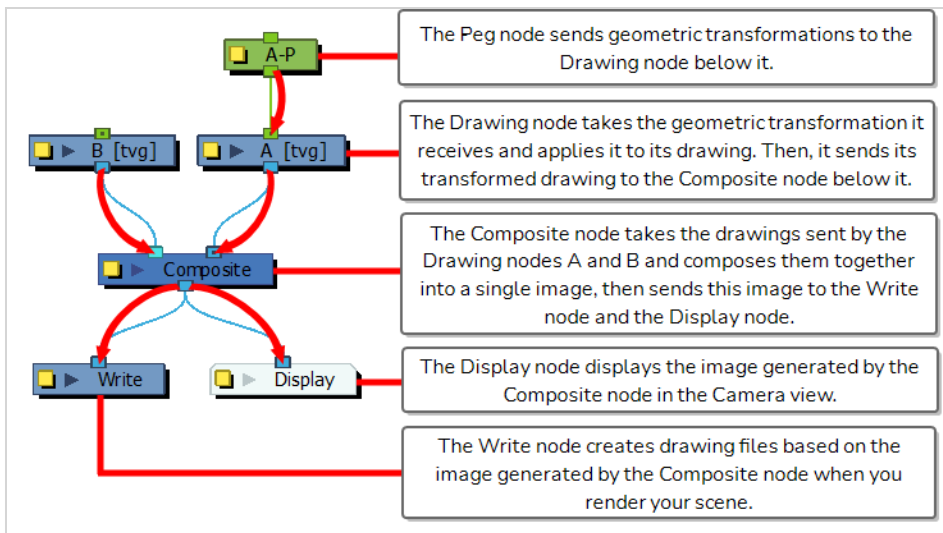 A-P
The Peg node sends geometric transformations to the
Drawing node below it.
B [tvg]
A [tvg]
The Drawing node takes the geometric transformation it
receives and applies it to its drawing. Then, it sends its
transformed drawing to the Composite node below it.
Composite
The Composite node takes the drawings sent by the
Drawing nodes A and B and composes them together
into a single image, then sends this image to the Write
node and the Display node.
Write
Display
The Display node displays the image generated by the
Composite node in the Camera view.
The Write node creates drawing files based on the
image generated by the Composite node when you
render your scene.